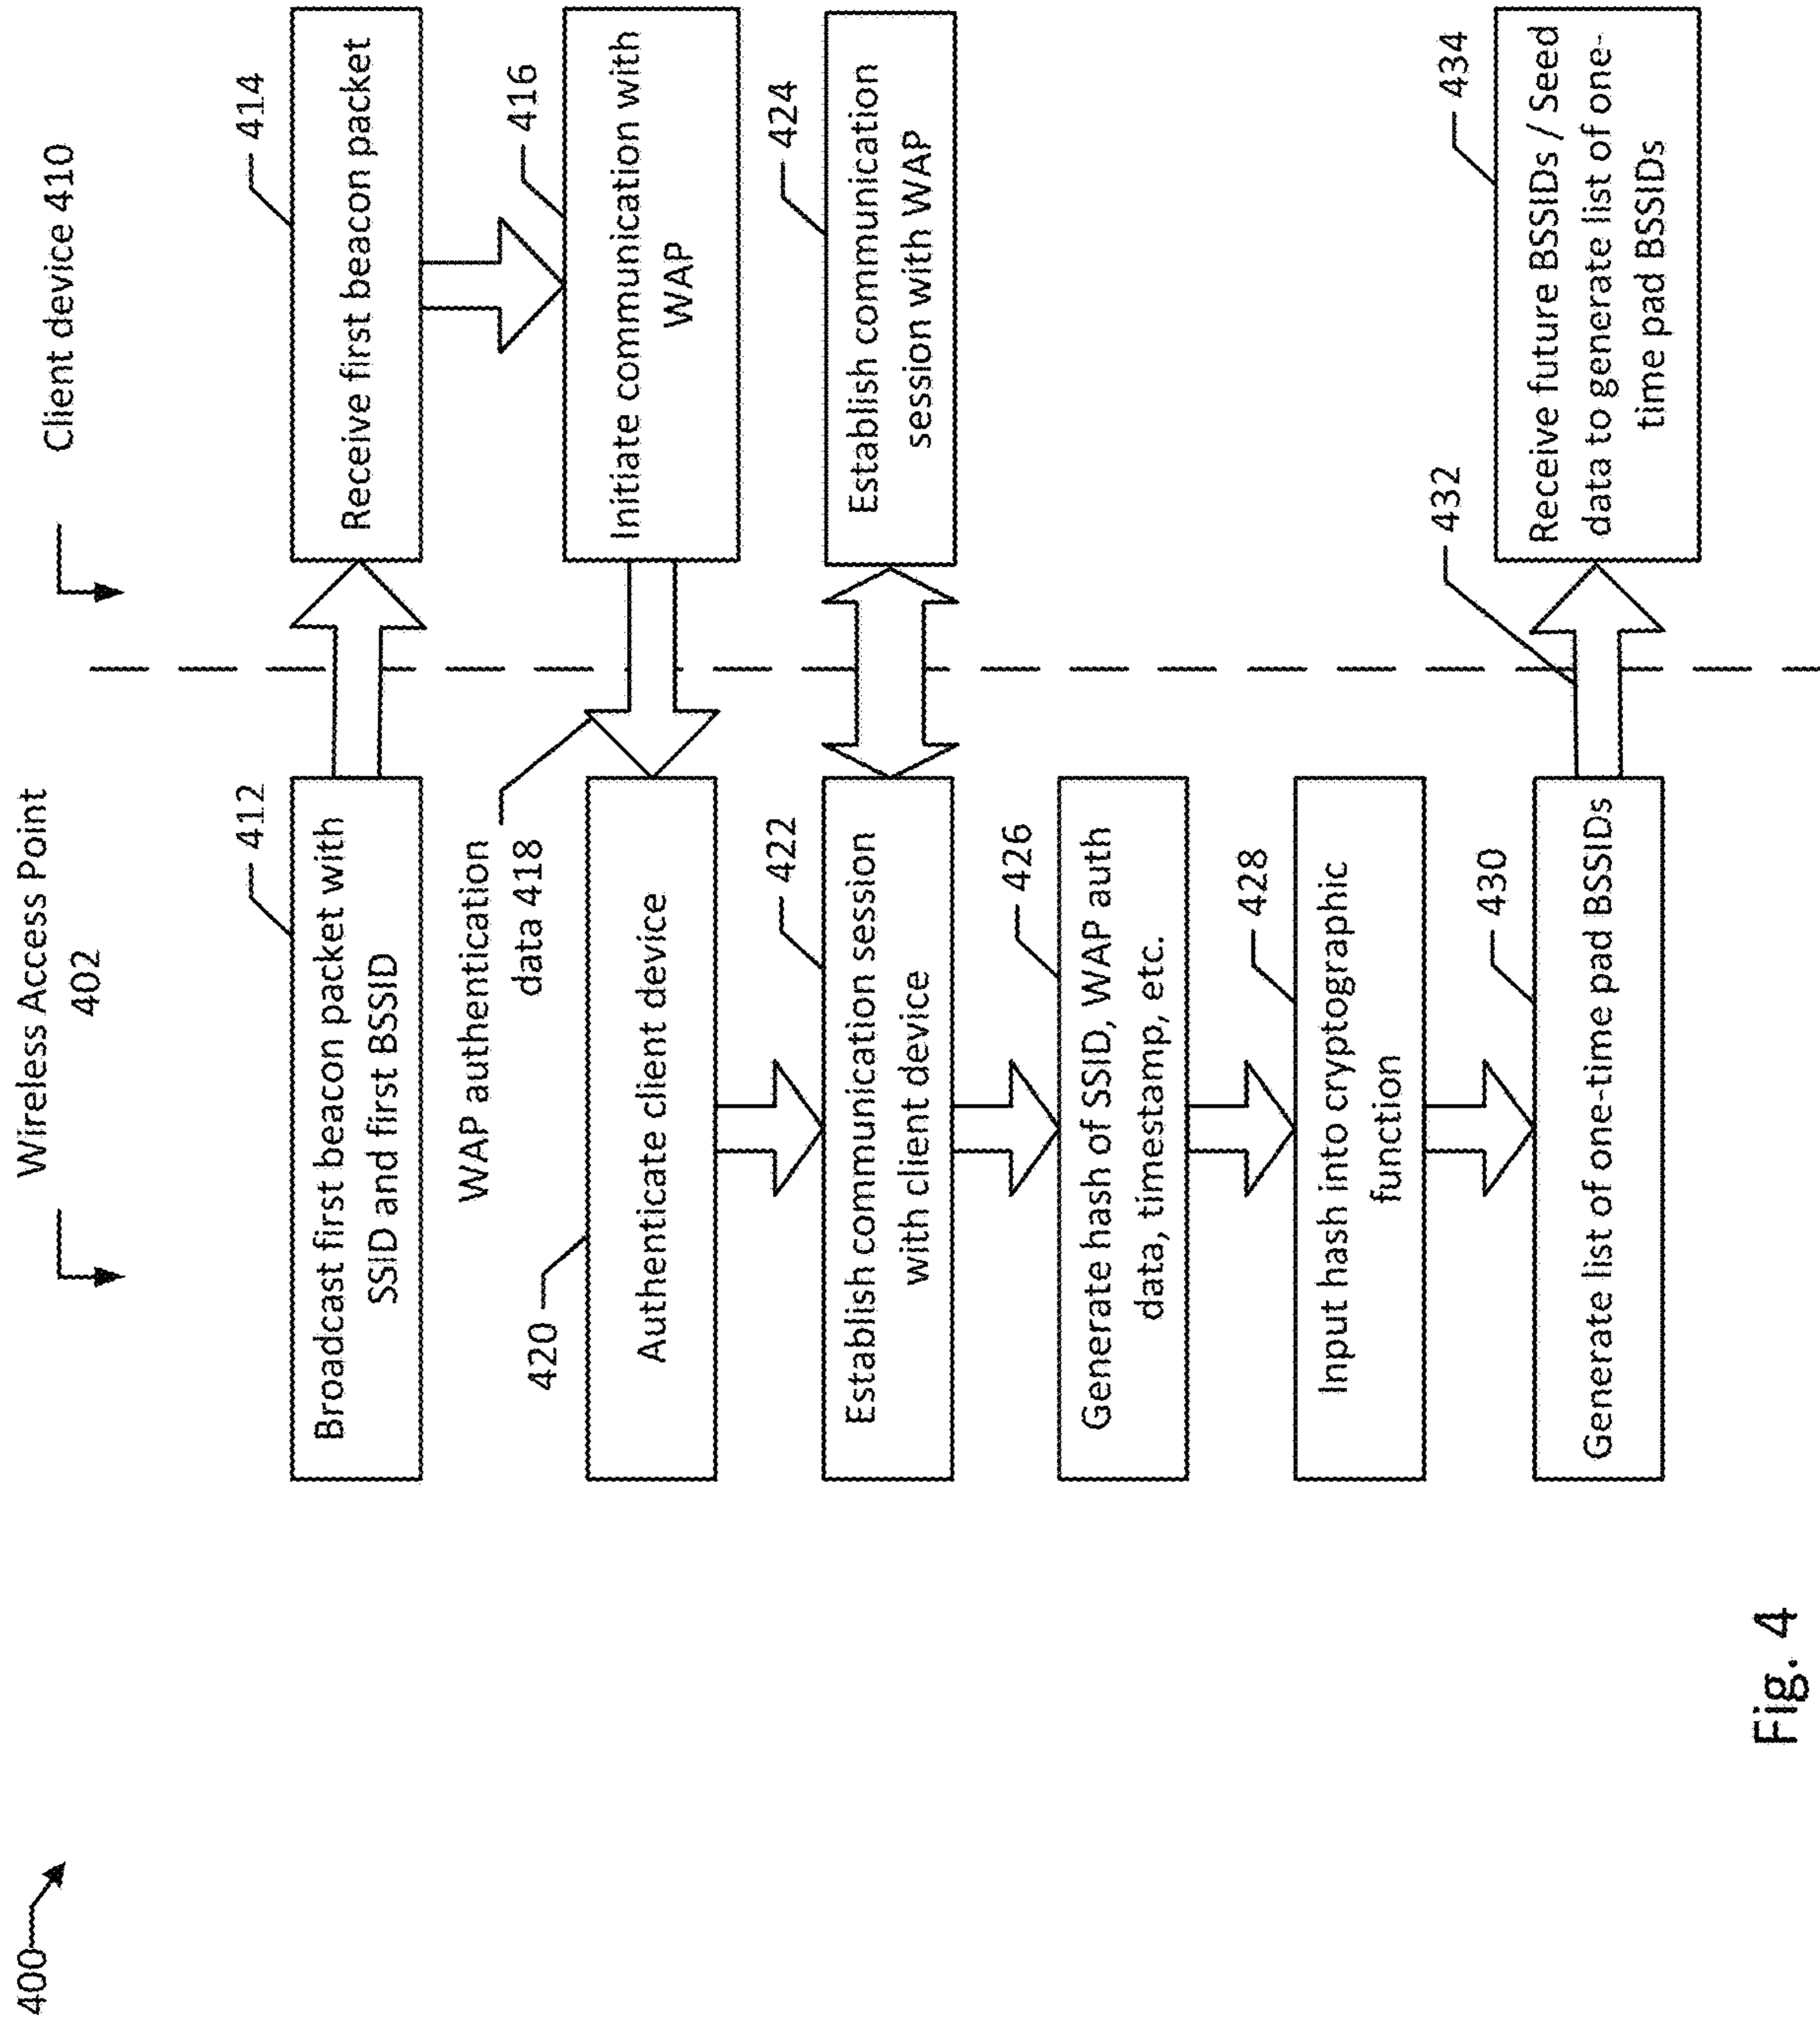 400
Wireless Access Point
402
Client device 410
412
Broadcast first beacon packet with
SSID and first BSSID
414
Receive first beacon packet
416
Initiate communication with
WAP
WAP authentication
data 418
420
Authenticate client device
422
Establish communication session
with client device
424
Establish communication
session with WAP
426
Generate hash of SSID, WAP auth
data, timestamp, etc.
428
Input hash into cryptographic
function
430
Generate list of one-time pad BSSIDs
432
434
Receive future BSSIDs / Seed
data to generate list of one-
time pad BSSIDs
Fig. 4